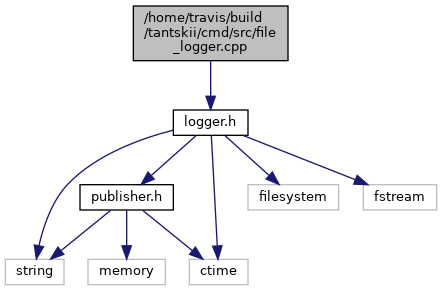 /home/travis/build
/tantskii/cmd/src/file
_logger.cpp
logger.h
publisher.h
filesystem
fstream
string
memory
ctime